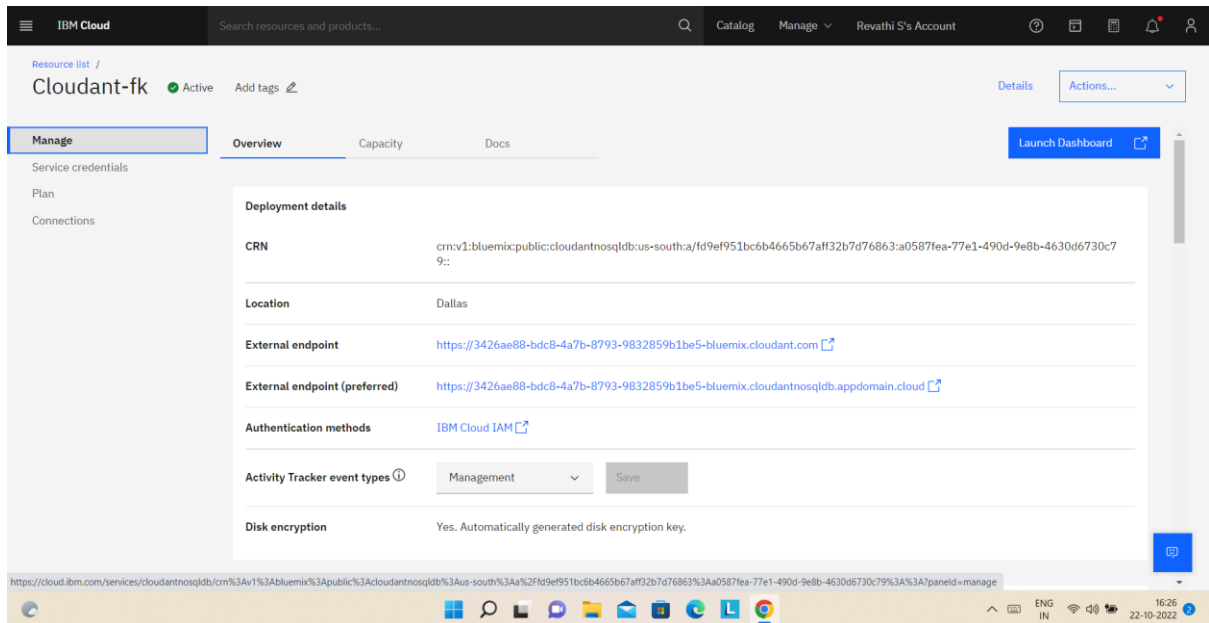 IBM Cloud
Search resources and products...
Catalog
Manage
Revathi S's Account
Resource list /
Cloudant-fk
Active
Add tags
Details
Actions...
Manage
Service credentials
Plan
Connections
Overview
Capacity
Docs
Launch Dashboard
Deployment details
CRN
crn:v1:bluemix:public:cloudantnosqldb:us-south:a/fd9ef951bc6b4665b67aff32b7d76863:a0587fea-77e1-490d-9e8b-4630d6730c7
9::
Location
Dallas
External endpoint
https://3426ae88-bdc8-4a7b-8793-9832859b1be5-bluemix.cloudant.com
External endpoint (preferred)
https://3426ae88-bdc8-4a7b-8793-9832859b1be5-bluemix.cloudantnosqldb.appdomain.cloud
Authentication methods
IBM Cloud IAM
Activity Tracker event types
Management
Save
Disk encryption
Yes. Automatically generated disk encryption key.
https://cloud.ibm.com/services/cloudantnosqldb/crn%3Av1%3Abluemix%3Apublic%3Acloudantnosqldb%3Aus-south%3Aa%2Ffd9ef951bc6b4665b67aff32b7d76863%3Aa0587fea-77e1-490d-9e8b-4630d6730c79%3A%3A?paneId=manage
L
ENG
IN
16:26
22-10-2022
2